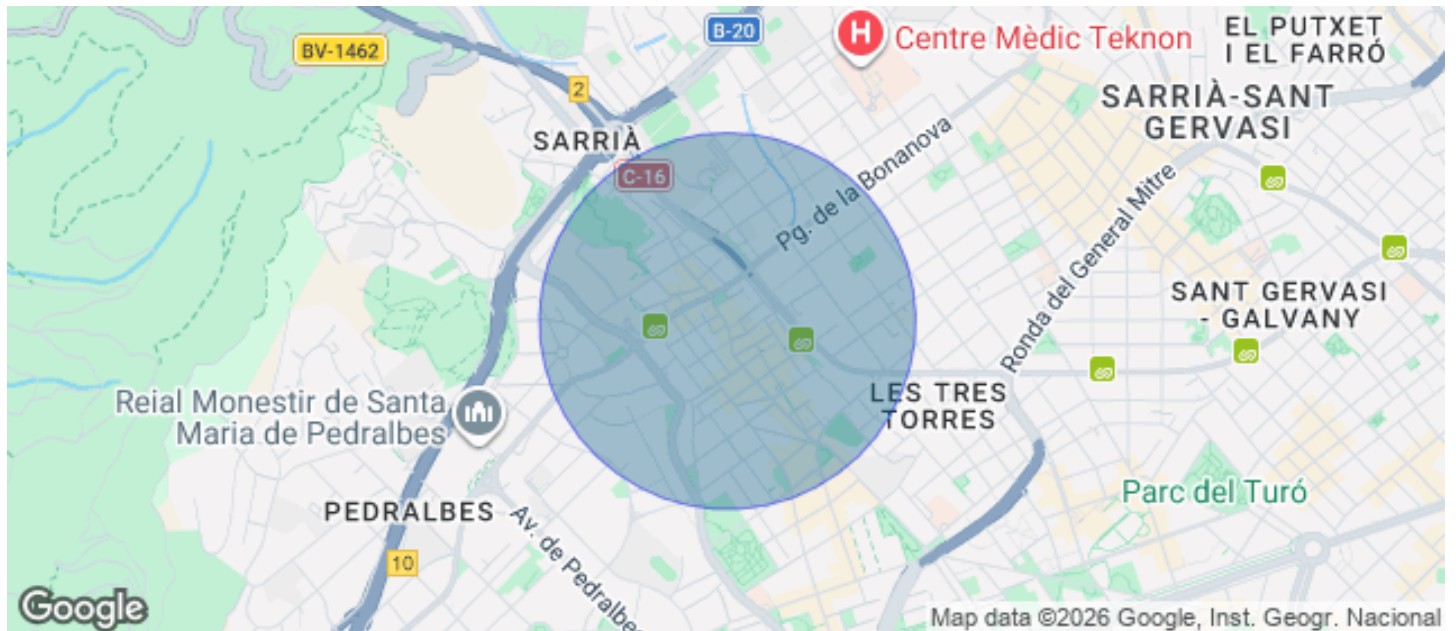 B-20
H
Centre Mèdic Teknon
EL PUTXET
I EL FARRÓ
BV-1462
2
SARRIÀ-SANT
GERVASI
SARRIÀ
C-16
Pg. de la Bonanova
Ronda del General Mitre
SANT GERVASI
- GALVANY
LES TRES
TORRES
Reial Monestir de Santa
Maria de Pedralbes
Parc del Turó
PEDRALBES
Av. de Pedralbes
10
Google
Map data ©2026 Google, Inst. Geogr. Nacional